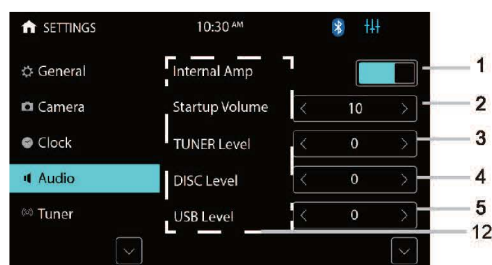 SETTINGS 10:30 AM
General Internal Amp 1
Camera Startup Volume < 10 > 2
Clock TUNER Level < 0 > 3
Audio DISC Level < 0 > 4
Tuner USB Level < 0 > 5
12